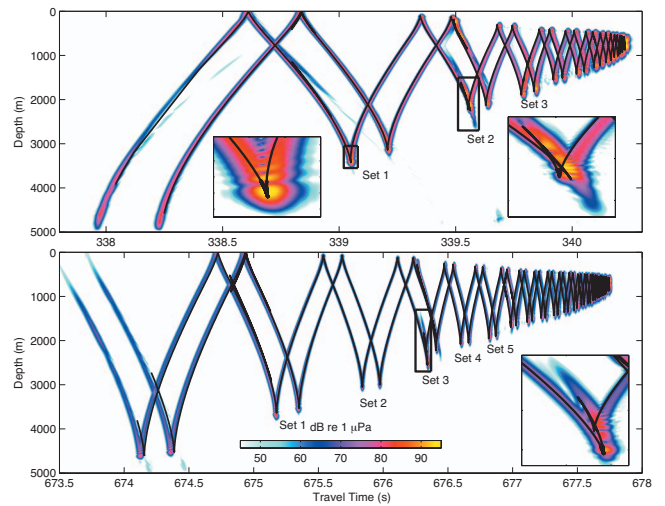 0
1000
2000
3000
4000
5000
Depth (m)
Set 1
Set 2
Set 3
338
338.5
339
339.5
340
0
1000
2000
3000
4000
5000
Depth (m)
Set 1
Set 2
Set 3
Set 4
Set 5
dB re 1 μPa
50 60 70 80 90
673.5 674 674.5 675 675.5 676 676.5 677 677.5 678
Travel Time (s)